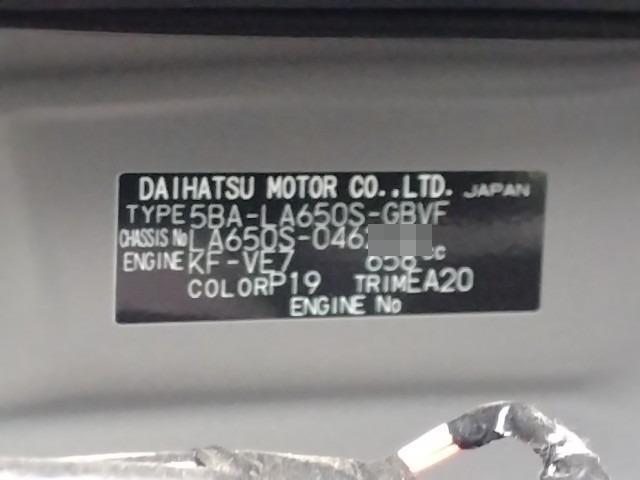 DAIHATSU MOTOR CO.,LTD. JAPAN
TYPE 5BA-LA650S-GBVF
CHASSIS No LA650S-046
ENGINE KF-VE7 658cc
COLOR P19 TRIM EA20
ENGINE No